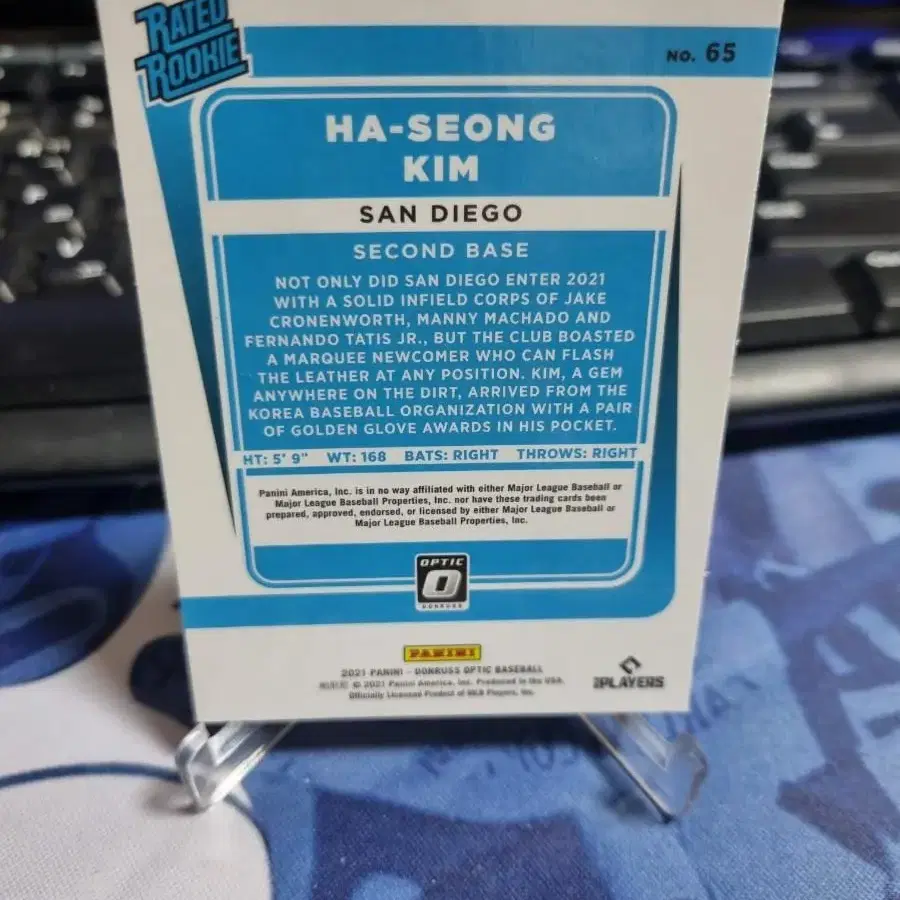 RATED
ROOKIE
NO. 65
HA-SEONG
KIM
SAN DIEGO
SECOND BASE
NOT ONLY DID SAN DIEGO ENTER 2021
WITH A SOLID INFIELD CORPS OF JAKE
CRONENWORTH, MANNY MACHADO AND
FERNANDO TATIS JR., BUT THE CLUB BOASTED
A MARQUEE NEWCOMER WHO CAN FLASH
THE LEATHER AT ANY POSITION. KIM, A GEM
ANYWHERE ON THE DIRT, ARRIVED FROM THE
KOREA BASEBALL ORGANIZATION WITH A PAIR
OF GOLDEN GLOVE AWARDS IN HIS POCKET.
HT: 5' 9" WT: 168 BATS: RIGHT THROWS: RIGHT
Panini America, Inc. is in no way affiliated with either Major League Baseball or
Major League Baseball Properties, Inc. nor have these trading cards been
prepared, approved, endorsed, or licensed by either Major League Baseball or
Major League Baseball Properties, Inc.
OPTIC
O
DONRUSS
PANINI
2021 PANINI - DONRUSS OPTIC BASEBALL
© 2021 Panini America, Inc. Produced in the USA.
Officially Licensed Product of MLB Players, Inc.
PLAYERS